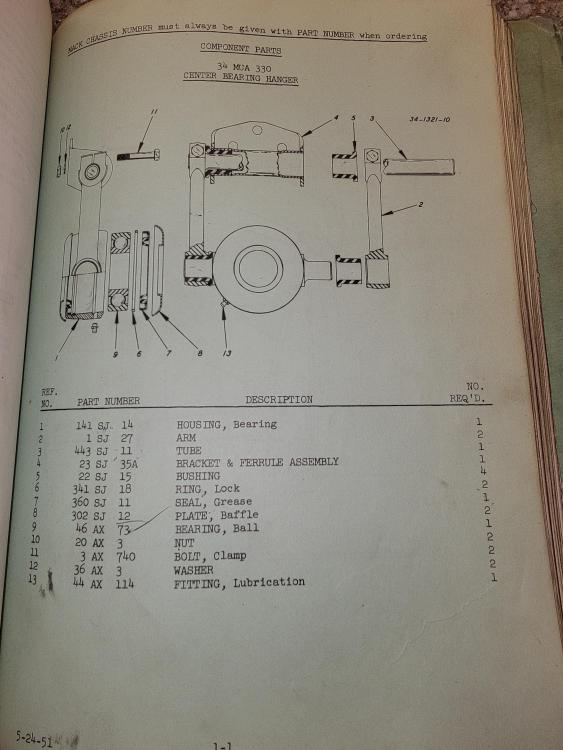 MACK CHASSIS NUMBER must always be given with PART NUMBER when ordering
COMPONENT PARTS
34 MUA 330
CENTER BEARING HANGER
10 12 11 4 5 3 34-1321-10
2
1 9 6 7 8 13
REF. NO.
NO. PART NUMBER DESCRIPTION REQ'D.
1 141 SJ 14 HOUSING, Bearing 1
2 1 SJ 27 ARM 2
3 443 SJ 11 TUBE 1
4 23 SJ 35A BRACKET & FERRULE ASSEMBLY 1
5 22 SJ 15 BUSHING 4
6 341 SJ 18 RING, Lock 2
7 360 SJ 11 SEAL, Grease 1
8 302 SJ 12 PLATE, Baffle 2
9 46 AX 73 BEARING, Ball 1
10 20 AX 3 NUT 2
11 3 AX 740 BOLT, Clamp 2
12 36 AX 3 WASHER 2
13 44 AX 114 FITTING, Lubrication 1
5-24-51
1-1